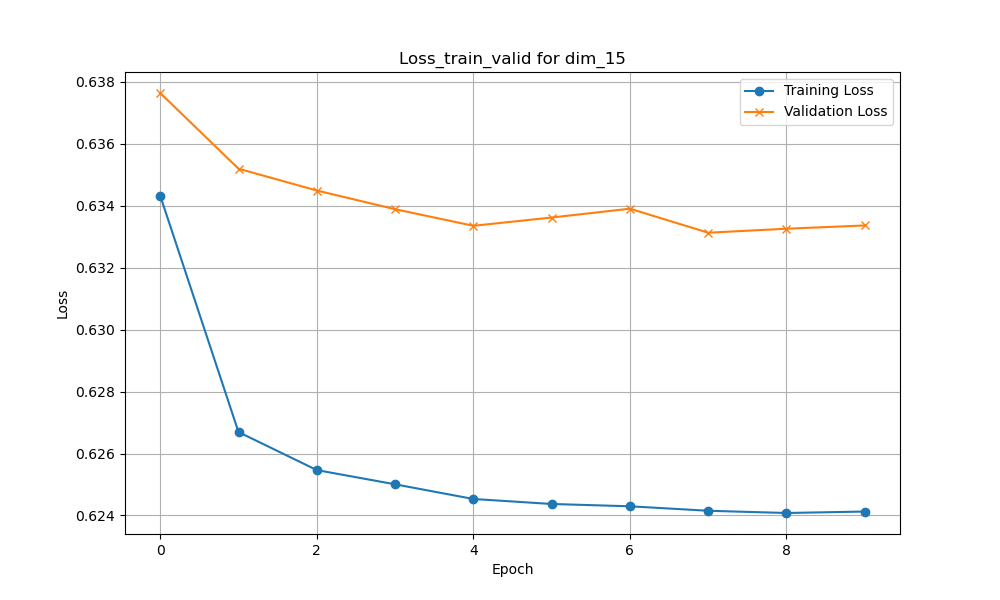 Loss_train_valid for dim_15
Training Loss
Validation Loss
0.638
0.636
0.634
0.632
0.630
0.628
0.626
0.624
Loss
0
2
4
6
8
Epoch